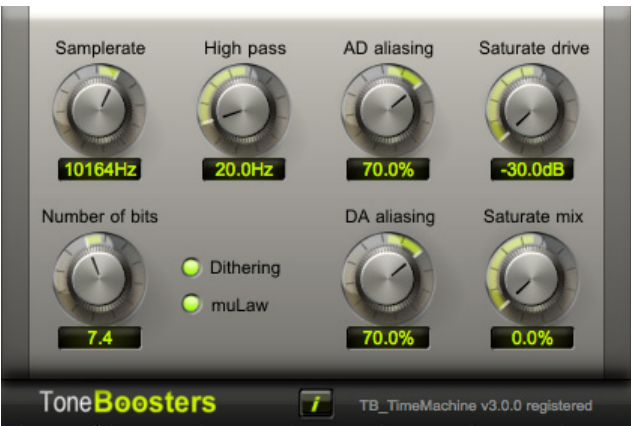 Samplerate High pass AD aliasing Saturate drive
10164Hz 20.0Hz 70.0% -30.0dB
Number of bits DA aliasing Saturate mix
Dithering
muLaw
7.4 70.0% 0.0%
ToneBoosters i TB_TimeMachine v3.0.0 registered